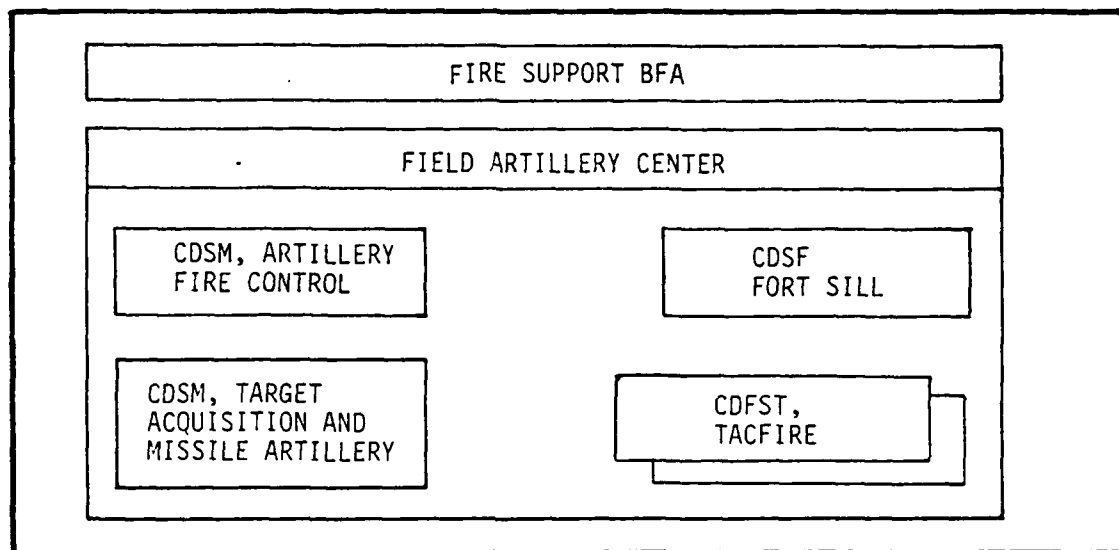 FIRE SUPPORT BFA
FIELD ARTILLERY CENTER
CDSM, ARTILLERY
FIRE CONTROL
CDSF
FORT SILL
CDSM, TARGET
ACQUISITION AND
MISSILE ARTILLERY
CDFST,
TACFIRE